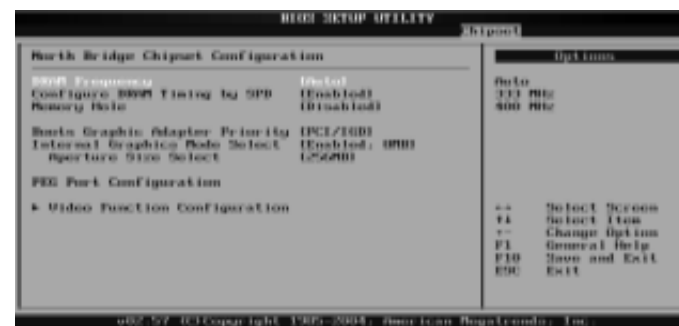 BIOS SETUP UTILITY
Chipset
North Bridge Chipset Configuration
DRAM Frequency [Auto]
Configure DRAM Timing by SPD [Enabled]
Memory Hole [Disabled]
Boots Graphic Adapter Priority [PCI/IGD]
Internal Graphics Mode Select [Enabled, 8MB]
Aperture Size Select [256MB]
PEG Port Configuration
► Video Function Configuration
Options
Auto
333 MHz
400 MHz
↔ Select Screen
↑↓ Select Item
+- Change Option
F1 General Help
F10 Save and Exit
ESC Exit
v02.57 (C)Copyright 1985-2004, American Megatrends, Inc.